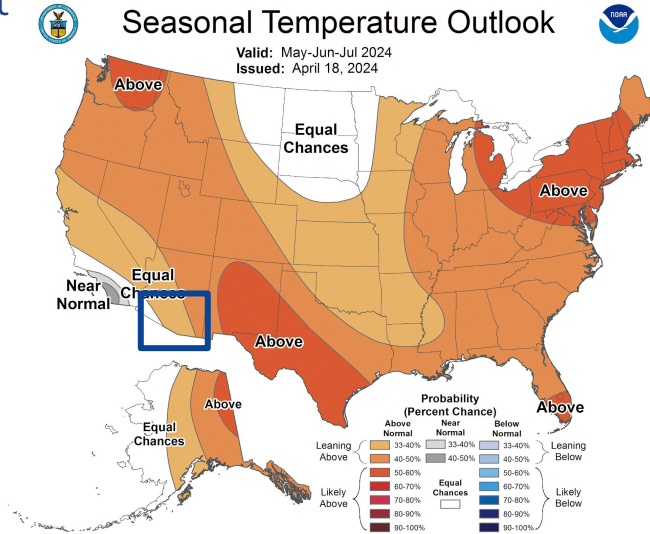 t
Seasonal Temperature Outlook
NOAA
Valid: May-Jun-Jul 2024
Issued: April 18, 2024
Above
Equal
Chances
Above
Equal
Chances
Near
Normal
Above
Above
Above
Equal
Chances
Probability
(Percent Chance)
Above
Normal
Near
Normal
Below
Normal
Leaning
Above
33-40%
40-50%
33-40%
40-50%
33-40%
40-50%
Leaning
Below
Likely
Above
50-60%
60-70%
70-80%
80-90%
90-100%
Equal
Chances
50-60%
60-70%
70-80%
80-90%
90-100%
Likely
Below